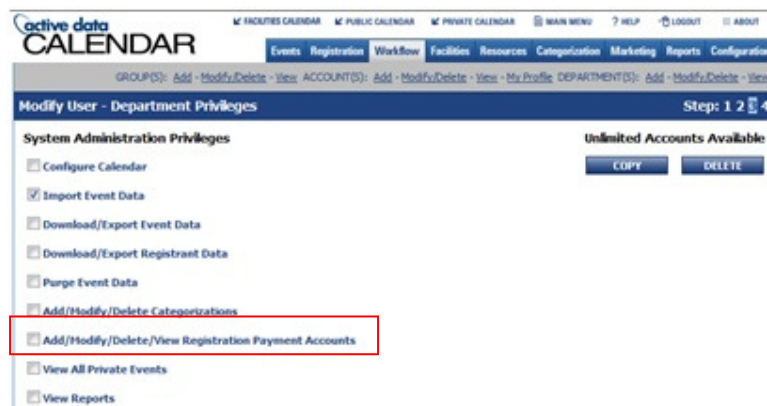 active data
CALENDAR
FACILITIES CALENDAR PUBLIC CALENDAR PRIVATE CALENDAR MAIN MENU ? HELP LOGOUT ABOUT
Events Registration Workflow Facilities Resources Categorization Marketing Reports Configuration
GROUP(S): Add - Modify/Delete - View ACCOUNT(S): Add - Modify/Delete - View - My Profile DEPARTMENT(S): Add - Modify/Delete - View
Modify User - Department Privileges Step: 1 2 3 4
System Administration Privileges Unlimited Accounts Available
Configure Calendar COPY DELETE
Import Event Data
Download/Export Event Data
Download/Export Registrant Data
Purge Event Data
Add/Modify/Delete Categorizations
Add/Modify/Delete/View Registration Payment Accounts
View All Private Events
View Reports